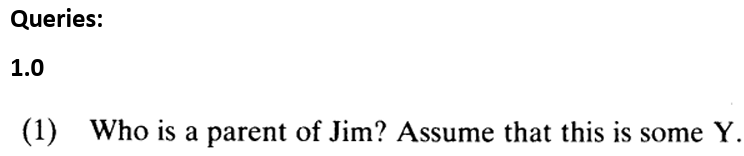 Queries:
1.0
(1) Who is a parent of Jim? Assume that this is some Y.